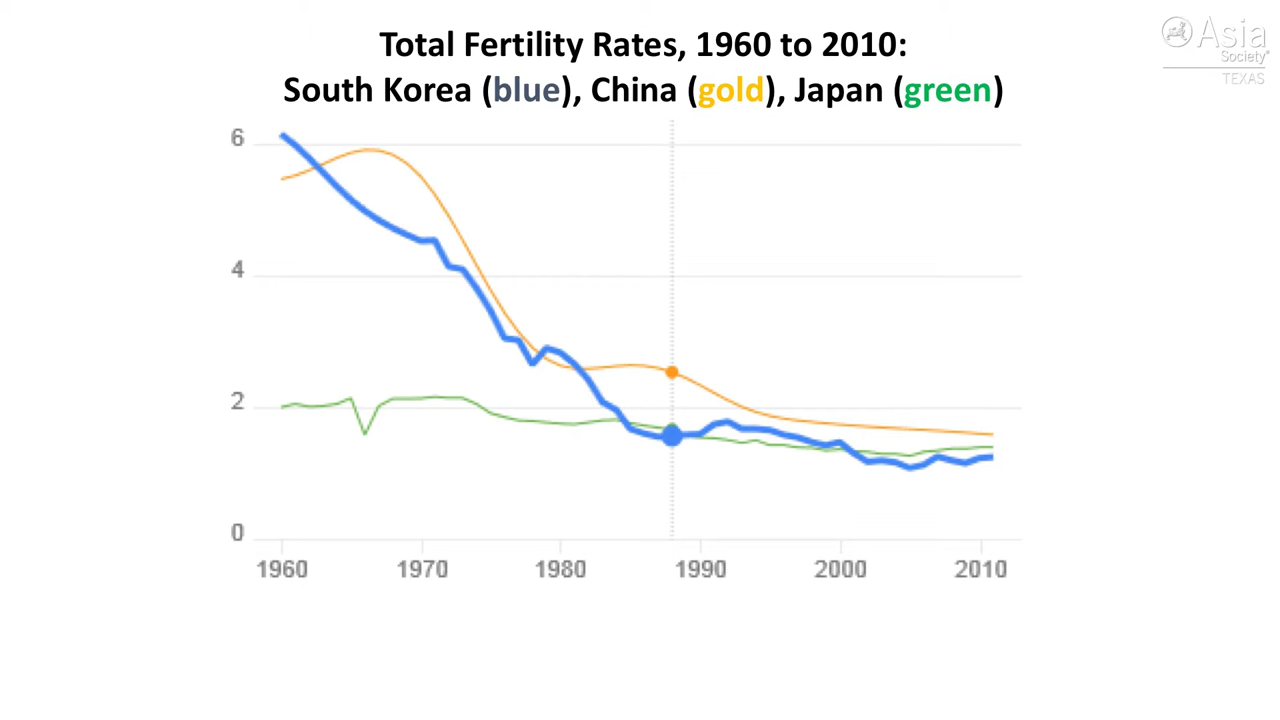 Total Fertility Rates, 1960 to 2010:
South Korea (blue), China (gold), Japan (green)
Asia
Society
TEXAS
6
4
2
0
1960 1970 1980 1990 2000 2010